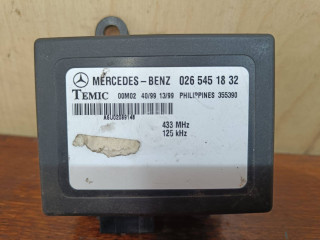 MERCEDES-BENZ 026 545 18 32
TEMIC 00M02 40/99 13/99 PHILIPPINES 355390
433 MHz
125 kHz